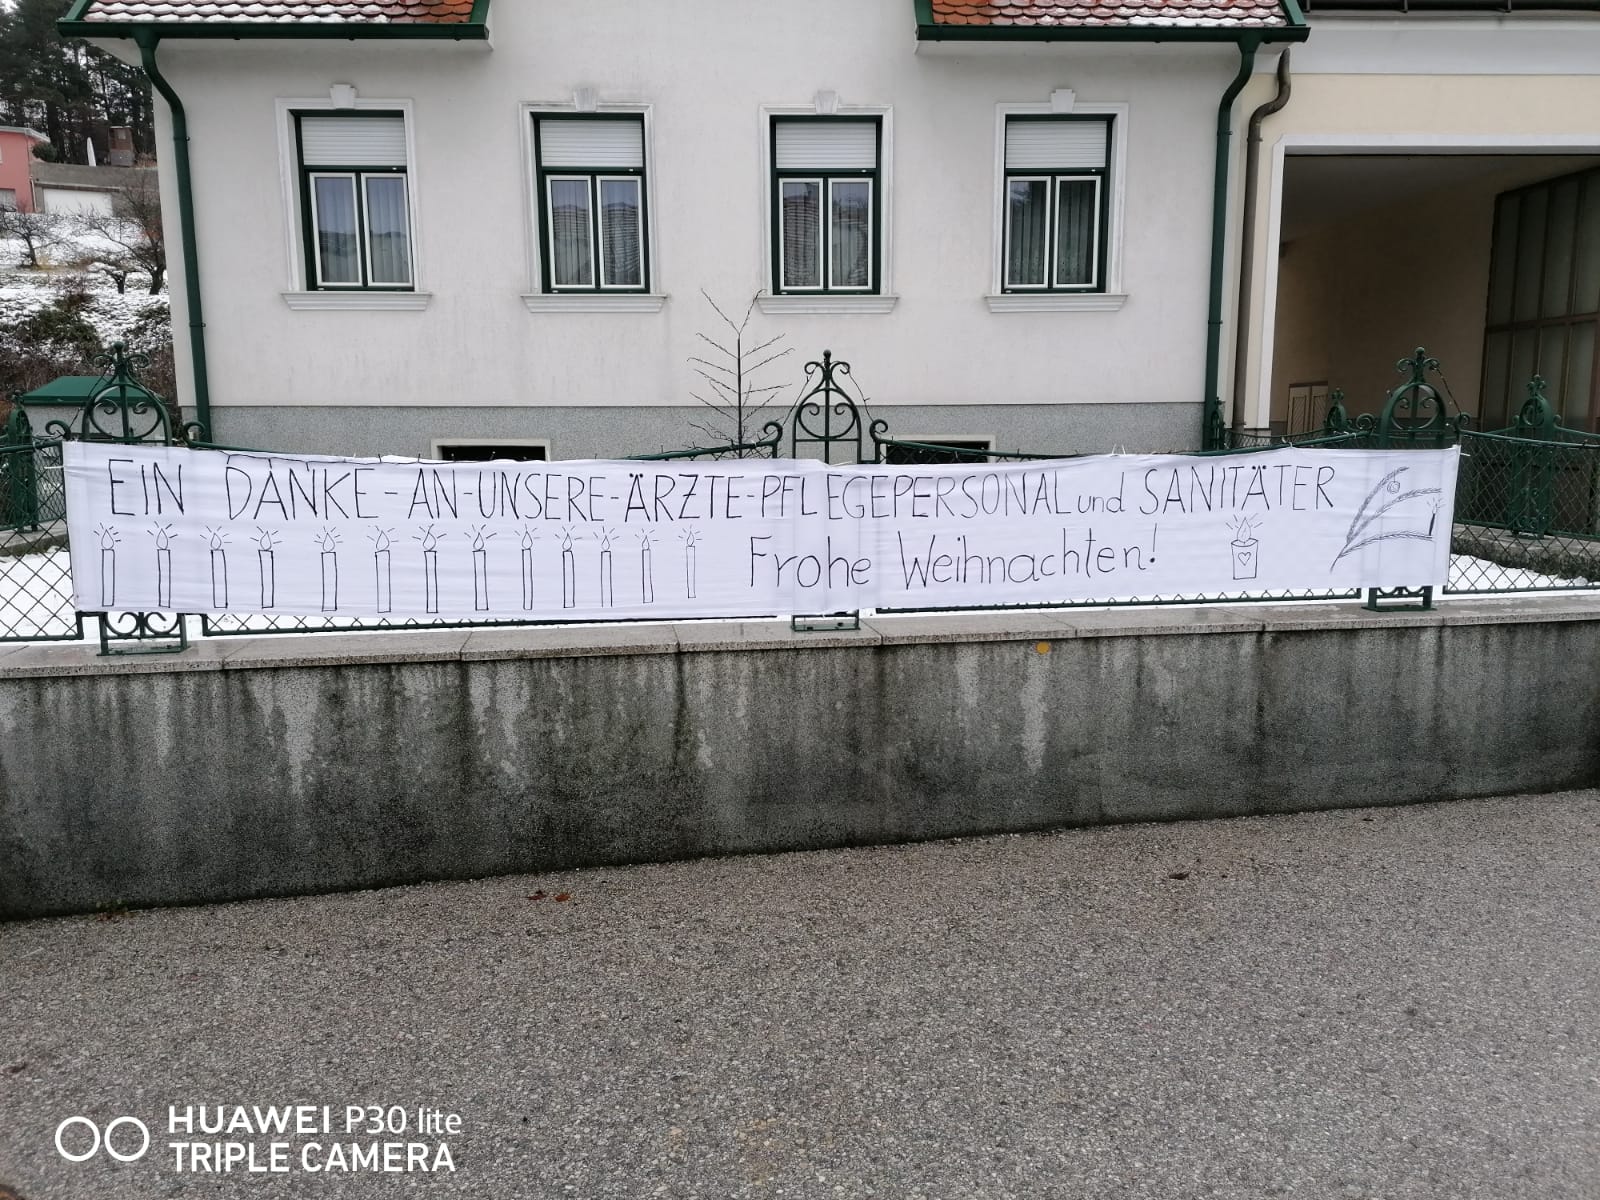 EIN DANKE-AN-UNSERE-ÄRZTE-PFLEGEPERSONAL und SANITÄTER
Frohe Weihnachten!
HUAWEI P30 lite
TRIPLE CAMERA